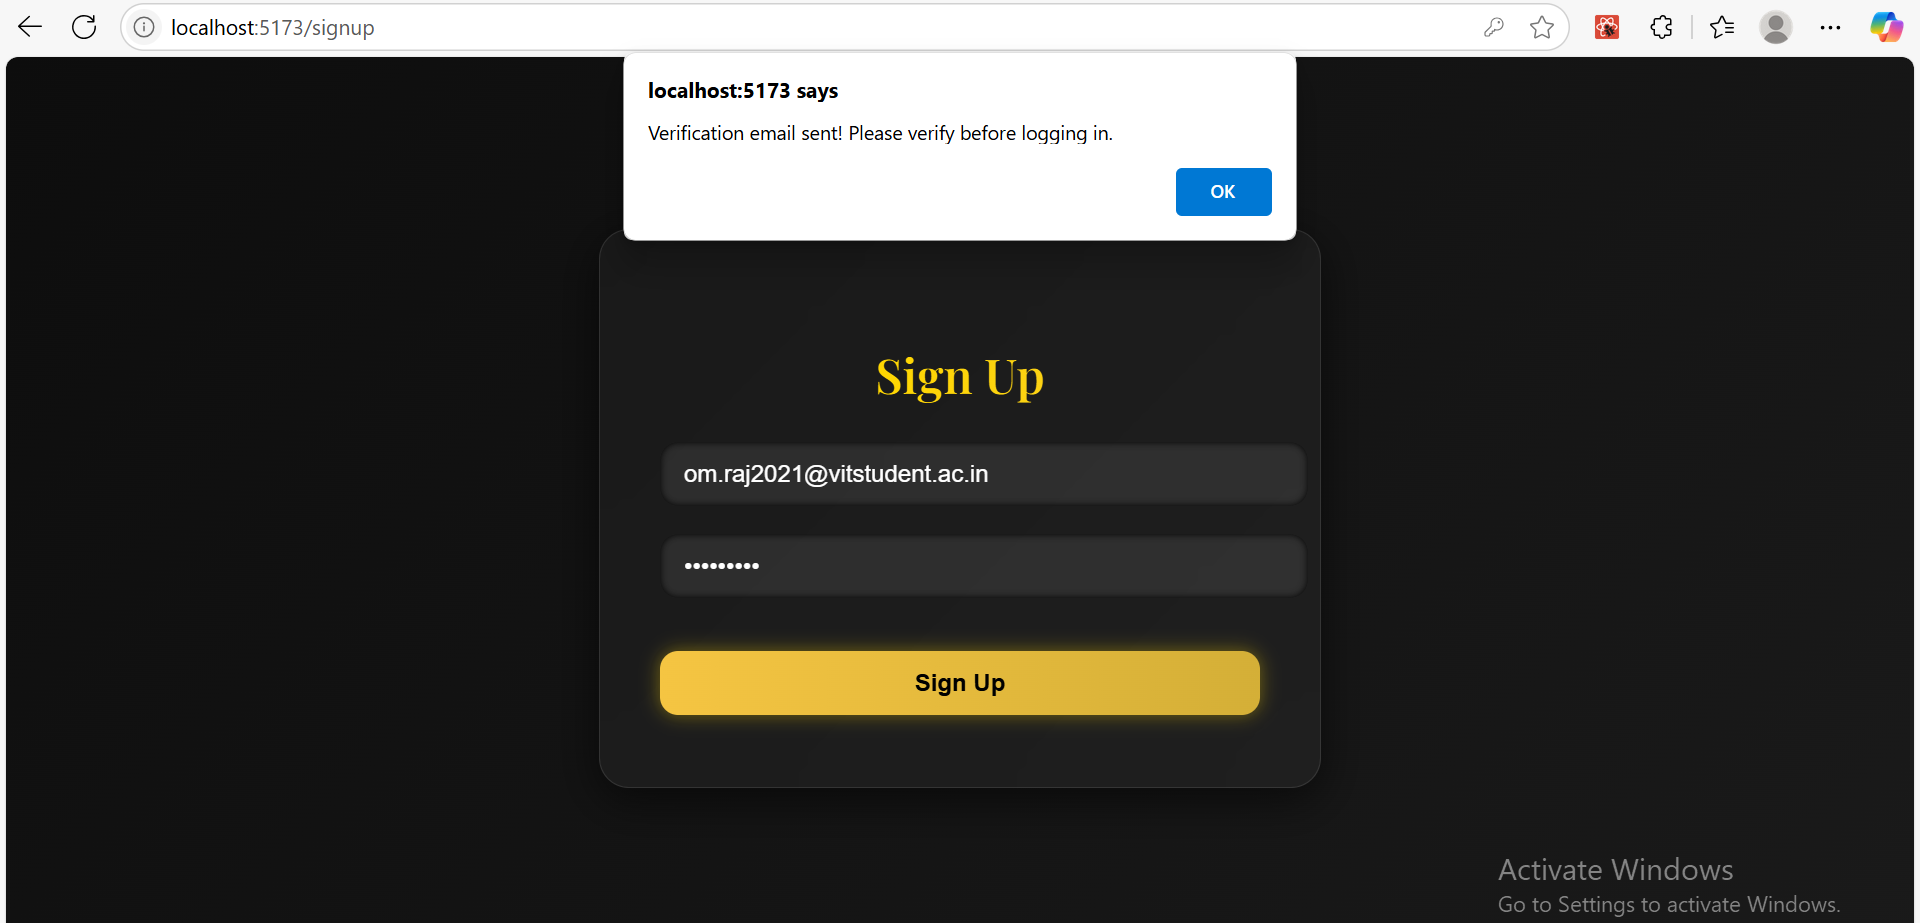 localhost:5173/signup
localhost:5173 says
Verification email sent! Please verify before logging in.
OK
Sign Up
om.raj2021@vitstudent.ac.in
•••••••••
Sign Up
Activate Windows
Go to Settings to activate Windows.